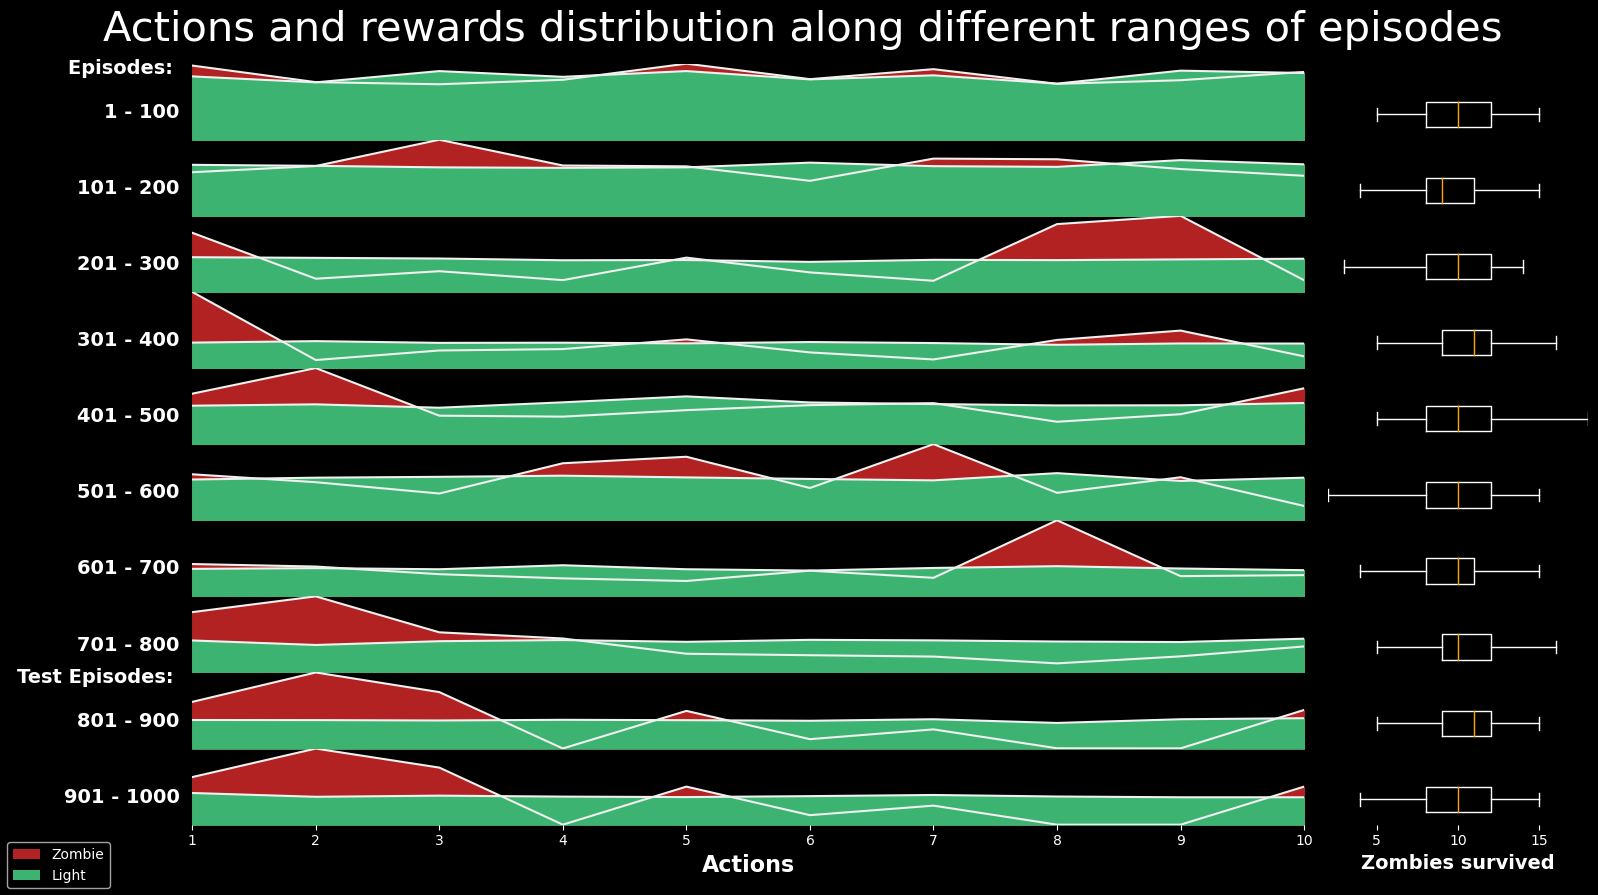 Actions and rewards distribution along different ranges of episodes
Episodes:
1 - 100
101 - 200
201 - 300
301 - 400
401 - 500
501 - 600
601 - 700
701 - 800
Test Episodes:
801 - 900
901 - 1000
1 2 3 4 5 6 7 8 9 10
5 10 15
Actions
Zombies survived
Zombie
Light